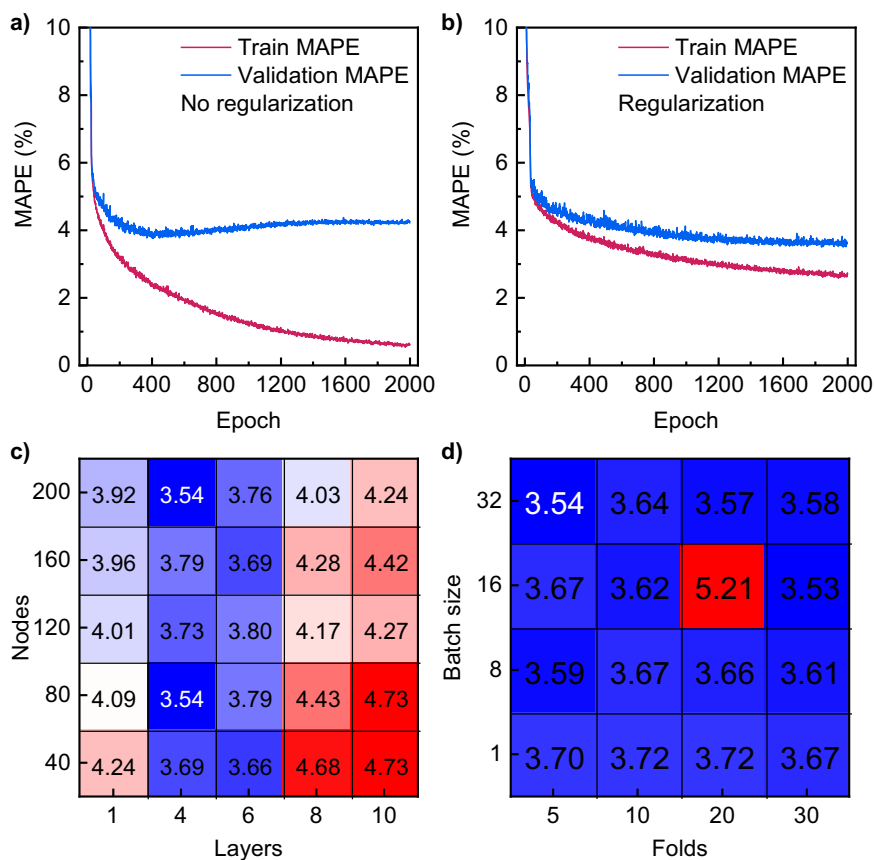 a)
10
8
6
4
2
0
MAPE (%)
Train MAPE
Validation MAPE
No regularization
0 400 800 1200 1600 2000
Epoch
b)
10
8
6
4
2
0
MAPE (%)
Train MAPE
Validation MAPE
Regularization
0 400 800 1200 1600 2000
Epoch
c)
Nodes
200 3.92 3.54 3.76 4.03 4.24
160 3.96 3.79 3.69 4.28 4.42
120 4.01 3.73 3.80 4.17 4.27
80 4.09 3.54 3.79 4.43 4.73
40 4.24 3.69 3.66 4.68 4.73
1 4 6 8 10
Layers
d)
Batch size
32 3.54 3.64 3.57 3.58
16 3.67 3.62 5.21 3.53
8 3.59 3.67 3.66 3.61
1 3.70 3.72 3.72 3.67
5 10 20 30
Folds